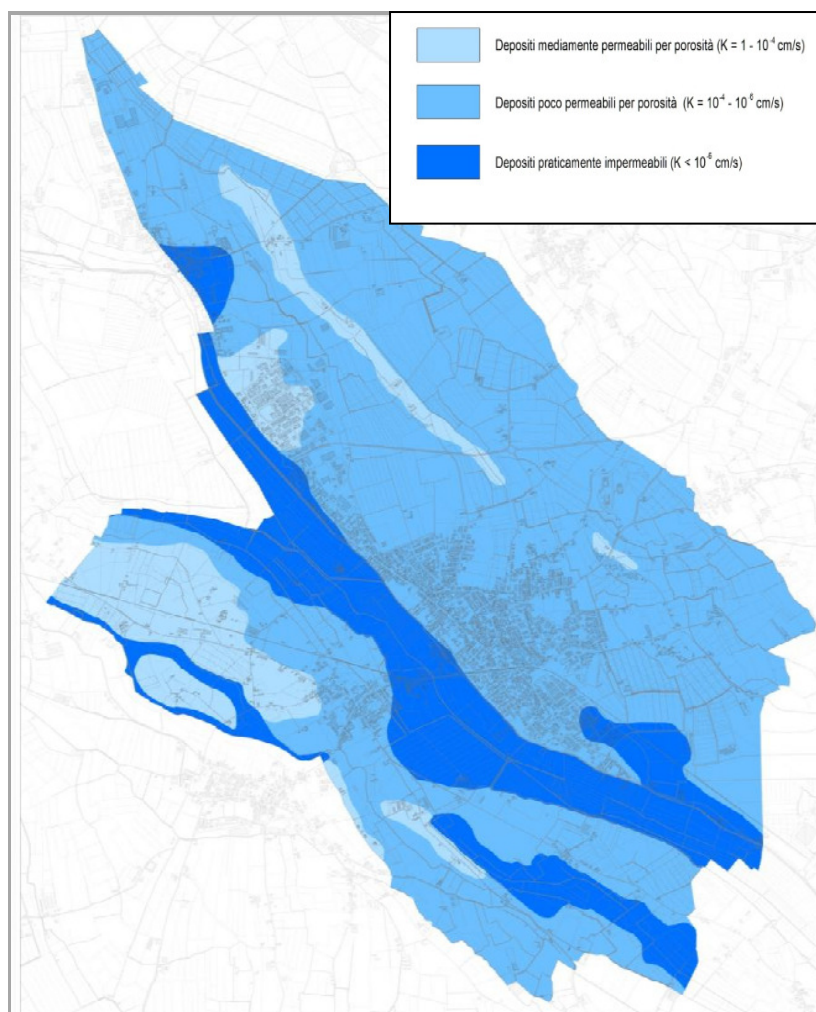 Depositi mediamente permeabili per porosità (K = 1 - 10⁻⁴ cm/s)
Depositi poco permeabili per porosità (K = 10⁻⁴ - 10⁻⁶ cm/s)
Depositi praticamente impermeabili (K < 10⁻⁶ cm/s)